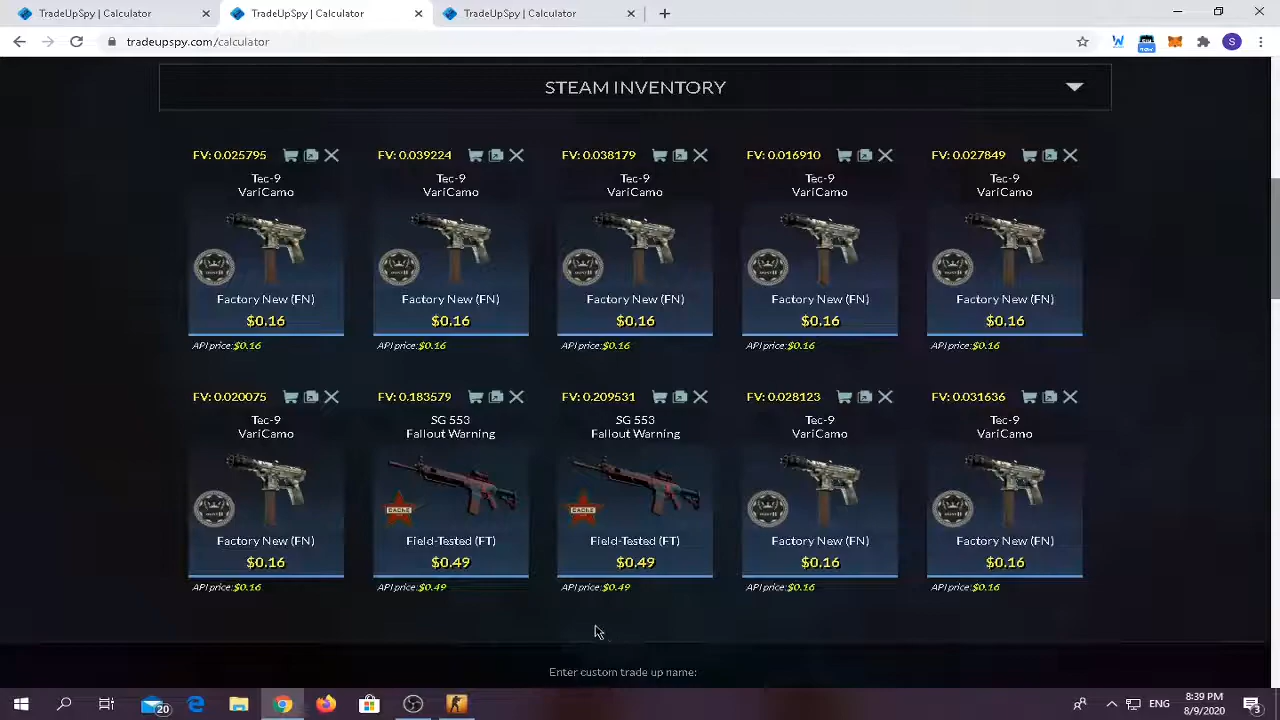 TradeUpSpy | Calculator
TradeUpSpy | Calculator
TradeUpSpy | Calculator
tradeupspy.com/calculator
STEAM INVENTORY
FV: 0.025795
FV: 0.039224
FV: 0.038179
FV: 0.016910
FV: 0.027849
Tec-9
VariCamo
Tec-9
VariCamo
Tec-9
VariCamo
Tec-9
VariCamo
Tec-9
VariCamo
Factory New (FN)
Factory New (FN)
Factory New (FN)
Factory New (FN)
Factory New (FN)
$0.16
$0.16
$0.16
$0.16
$0.16
API price:$0.16
API price:$0.16
API price:$0.16
API price:$0.16
API price:$0.16
FV: 0.020075
FV: 0.183579
FV: 0.209531
FV: 0.028123
FV: 0.031636
Tec-9
VariCamo
SG 553
Fallout Warning
SG 553
Fallout Warning
Tec-9
VariCamo
Tec-9
VariCamo
Factory New (FN)
Field-Tested (FT)
Field-Tested (FT)
Factory New (FN)
Factory New (FN)
$0.16
$0.49
$0.49
$0.16
$0.16
API price:$0.16
API price:$0.49
API price:$0.49
API price:$0.16
API price:$0.16
Enter custom trade up name:
20
ENG
8:39 PM
8/9/2020
3